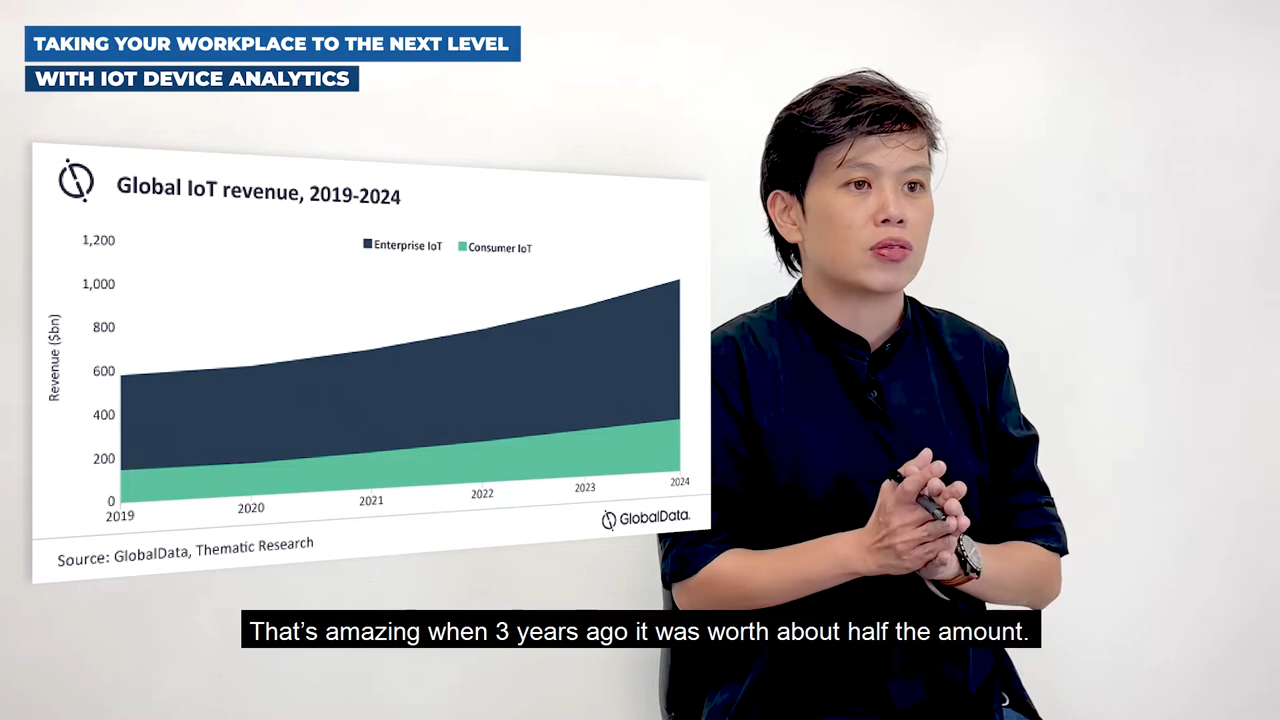 TAKING YOUR WORKPLACE TO THE NEXT LEVEL
WITH IOT DEVICE ANALYTICS
Global IoT revenue, 2019-2024
Enterprise IoT
Consumer IoT
Revenue ($bn)
1,200
1,000
800
600
400
200
0
2019
2020
2021
2022
2023
2024
GlobalData.
Source: GlobalData, Thematic Research
That's amazing when 3 years ago it was worth about half the amount.